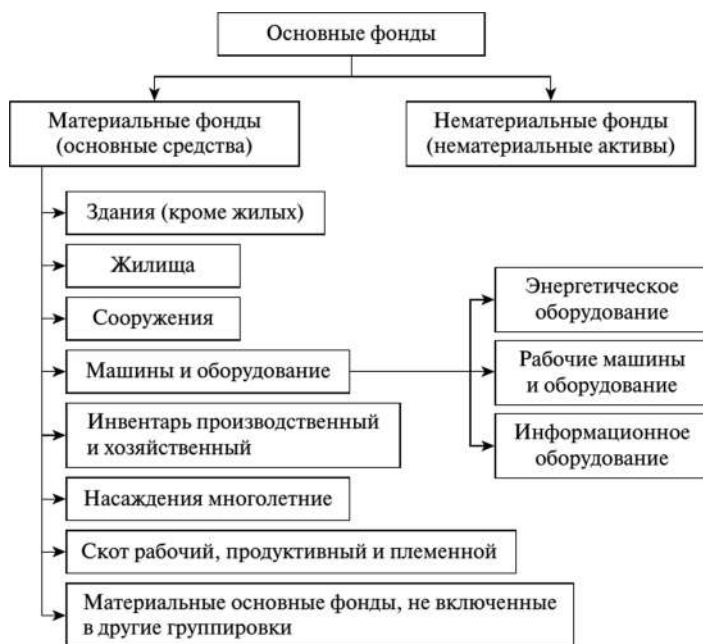 Основные фонды
Материальные фонды
(основные средства)
Нематериальные фонды
(нематериальные активы)
Здания (кроме жилых)
Жилища
Сооружения
Машины и оборудование
Инвентарь производственный
и хозяйственный
Насаждения многолетние
Скот рабочий, продуктивный и племенной
Материальные основные фонды, не включенные
в другие группировки
Энергетическое
оборудование
Рабочие машины
и оборудование
Информационное
оборудование